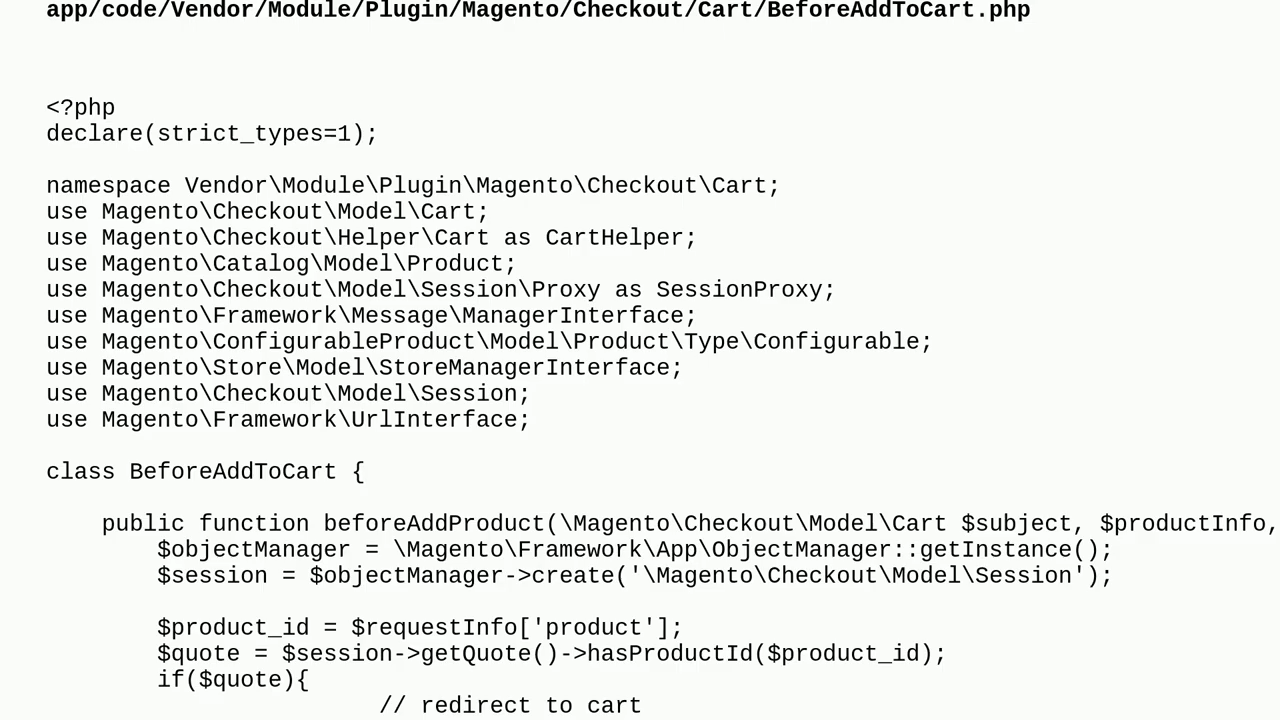 app/code/Vendor/Module/Plugin/Magento/Checkout/Cart/BeforeAddToCart.php
<?php
declare(strict_types=1);
namespace Vendor\Module\Plugin\Magento\Checkout\Cart;
use Magento\Checkout\Model\Cart;
use Magento\Checkout\Helper\Cart as CartHelper;
use Magento\Catalog\Model\Product;
use Magento\Checkout\Model\Session\Proxy as SessionProxy;
use Magento\Framework\Message\ManagerInterface;
use Magento\ConfigurableProduct\Model\Product\Type\Configurable;
use Magento\Store\Model\StoreManagerInterface;
use Magento\Checkout\Model\Session;
use Magento\Framework\UrlInterface;
class BeforeAddToCart {
public function beforeAddProduct(\Magento\Checkout\Model\Cart $subject, $productInfo,
$objectManager = \Magento\Framework\App\ObjectManager::getInstance();
$session = $objectManager->create('\Magento\Checkout\Model\Session');
$product_id = $requestInfo['product'];
$quote = $session->getQuote()->hasProductId($product_id);
if($quote){
// redirect to cart